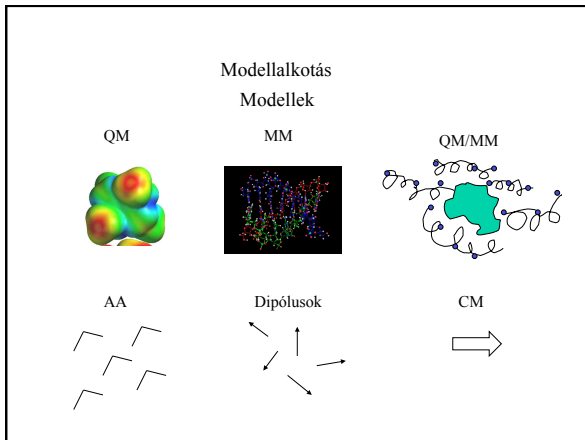 Modellalkotás
Modellek
QM
MM
QM/MM
AA
Dipólusok
CM